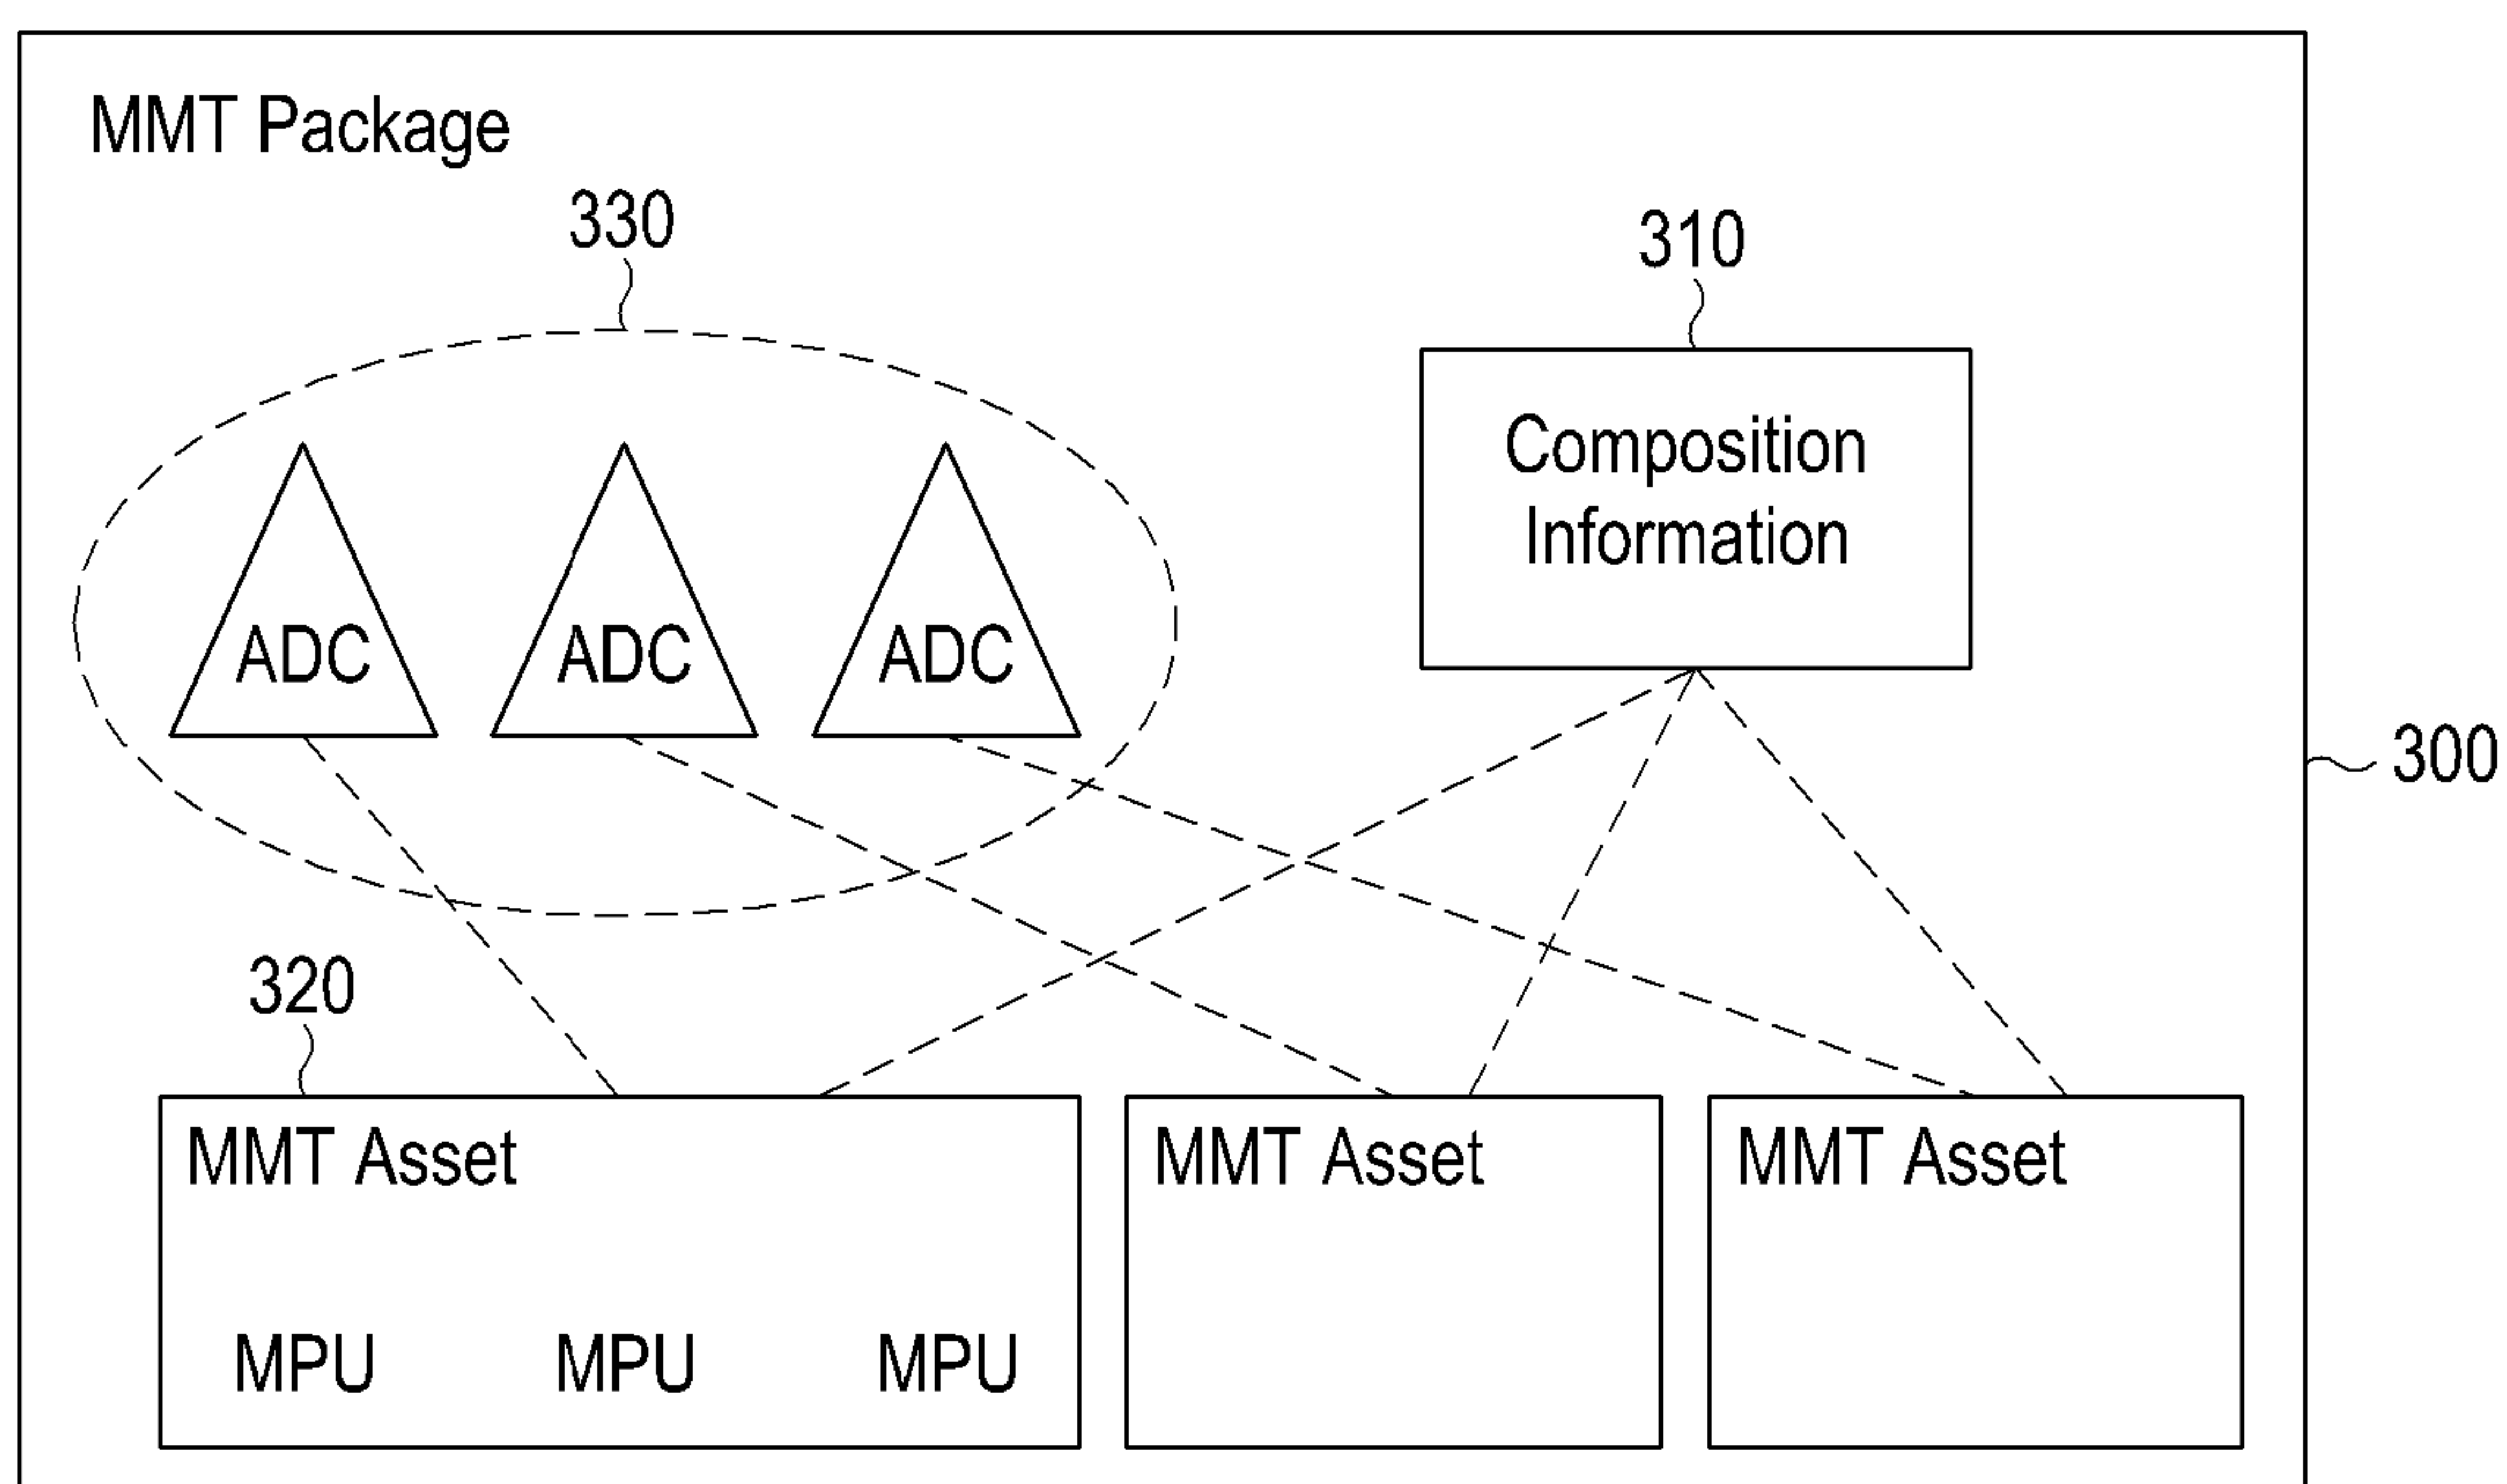 MMT Package
330
310
Composition
Information
ADC
ADC
ADC
300
320
MMT Asset
MMT Asset
MMT Asset
MPU
MPU
MPU